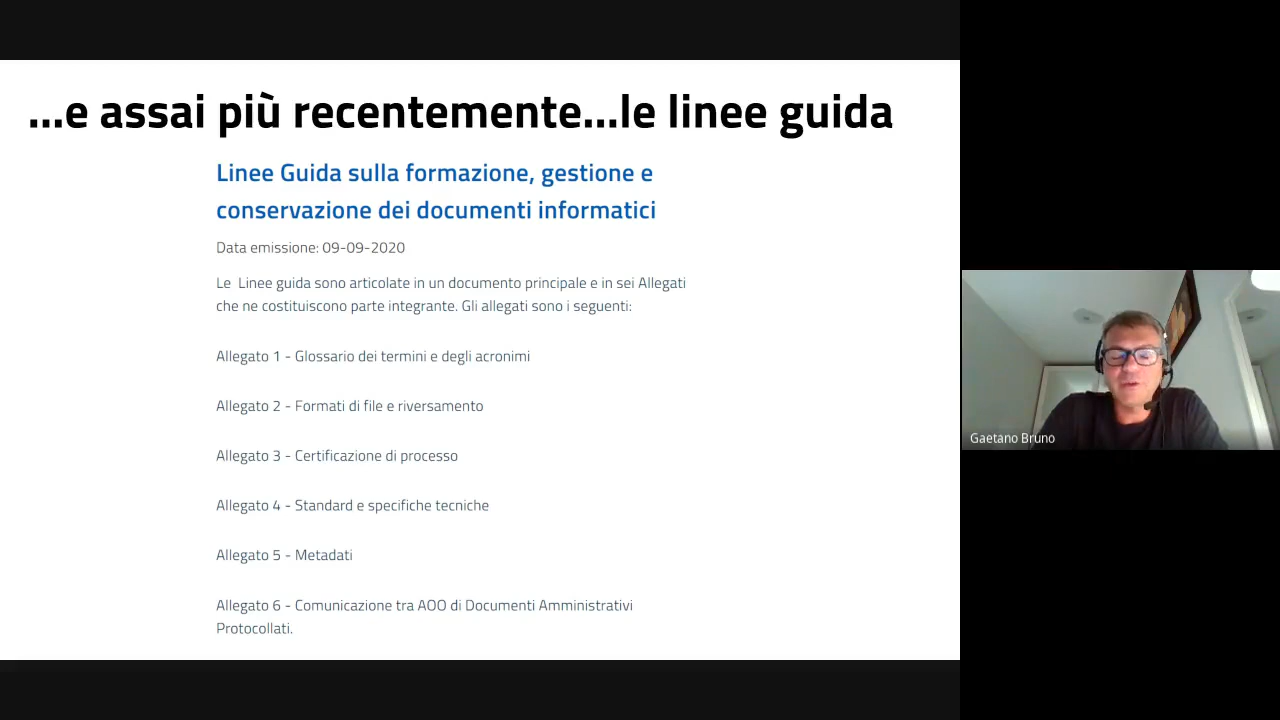 ...e assai più recentemente...le linee guida
Linee Guida sulla formazione, gestione e
conservazione dei documenti informatici
Data emissione: 09-09-2020
Le  Linee guida sono articolate in un documento principale e in sei Allegati
che ne costituiscono parte integrante. Gli allegati sono i seguenti:
Allegato 1 - Glossario dei termini e degli acronimi
Allegato 2 - Formati di file e riversamento
Allegato 3 - Certificazione di processo
Allegato 4 - Standard e specifiche tecniche
Allegato 5 - Metadati
Allegato 6 - Comunicazione tra AOO di Documenti Amministrativi
Protocollati.
Gaetano Bruno